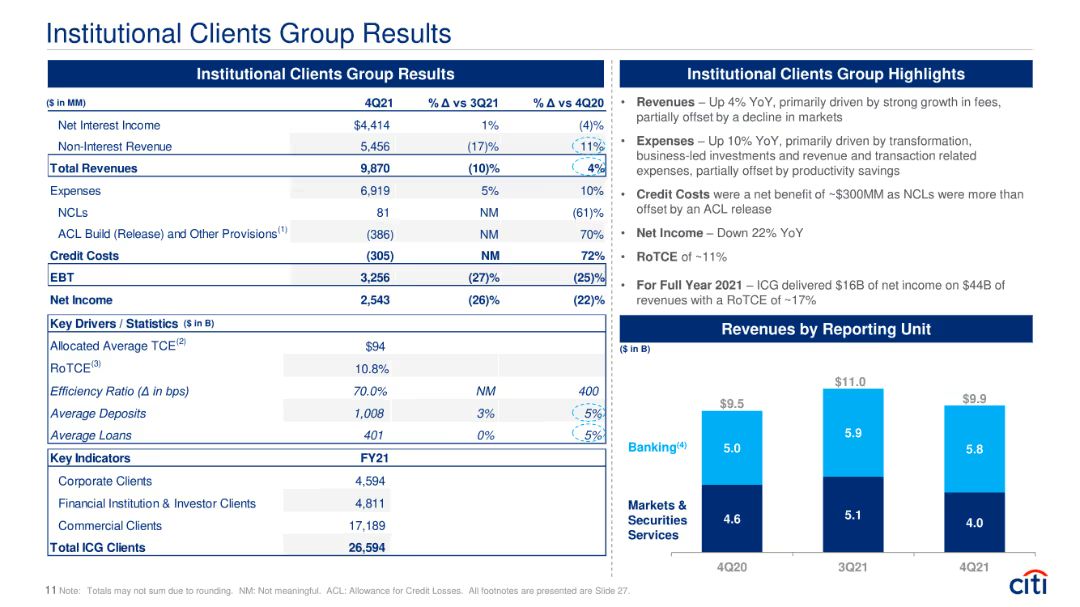 Institutional Clients Group Results
Institutional Clients Group Results
($ in MM) 4Q21 % Δ vs 3Q21 % Δ vs 4Q20
Net Interest Income $4,414 1% (4)%
Non-Interest Revenue 5,456 (17)% 11%
Total Revenues 9,870 (10)% 4%
Expenses 6,919 5% 10%
NCLs 81 NM (61)%
ACL Build (Release) and Other Provisions(1) (386) NM 70%
Credit Costs (305) NM 72%
EBT 3,256 (27)% (25)%
Net Income 2,543 (26)% (22)%
Key Drivers / Statistics ($ in B)
Allocated Average TCE(2) $94
RoTCE(3) 10.8%
Efficiency Ratio (Δ in bps) 70.0% NM 400
Average Deposits 1,008 3% 5%
Average Loans 401 0% 5%
Key Indicators FY21
Corporate Clients 4,594
Financial Institution & Investor Clients 4,811
Commercial Clients 17,189
Total ICG Clients 26,594
Institutional Clients Group Highlights
• Revenues – Up 4% YoY, primarily driven by strong growth in fees,
partially offset by a decline in markets
• Expenses – Up 10% YoY, primarily driven by transformation,
business-led investments and revenue and transaction related
expenses, partially offset by productivity savings
• Credit Costs were a net benefit of ~$300MM as NCLs were more than
offset by an ACL release
• Net Income – Down 22% YoY
• RoTCE of ~11%
• For Full Year 2021 – ICG delivered $16B of net income on $44B of
revenues with a RoTCE of ~17%
Revenues by Reporting Unit
($ in B)
$9.5 $11.0 $9.9
Banking(4) 5.0 5.9 5.8
Markets &
Securities
Services
4.6 5.1 4.0
4Q20 3Q21 4Q21
11 Note: Totals may not sum due to rounding. NM: Not meaningful. ACL: Allowance for Credit Losses. All footnotes are presented are Slide 27.
citi